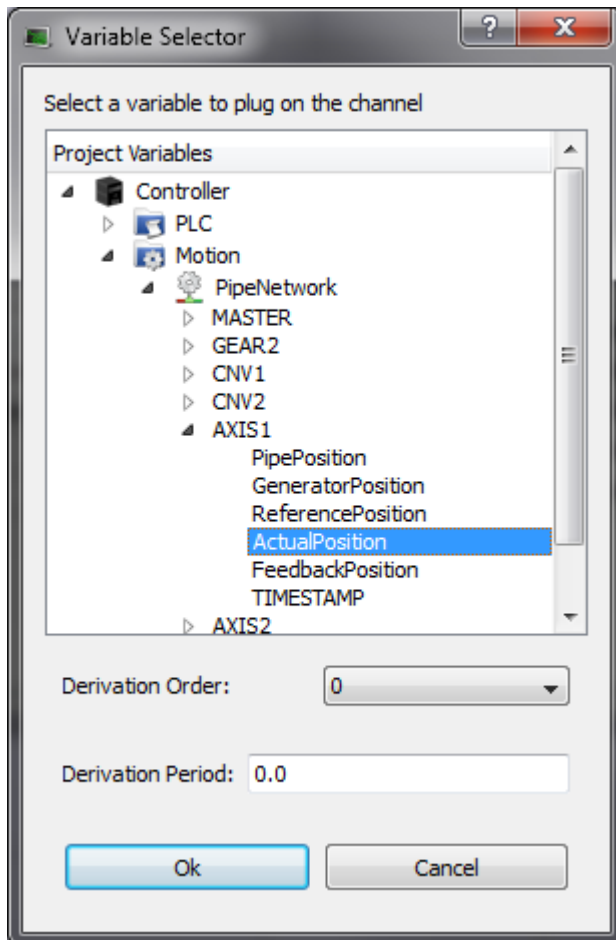 Variable Selector
?
X
Select a variable to plug on the channel
Project Variables
Controller
PLC
Motion
PipeNetwork
MASTER
GEAR2
CNV1
CNV2
AXIS1
PipePosition
GeneratorPosition
ReferencePosition
ActualPosition
FeedbackPosition
TIMESTAMP
AXIS2
Derivation Order: 0
Derivation Period: 0.0
Ok Cancel